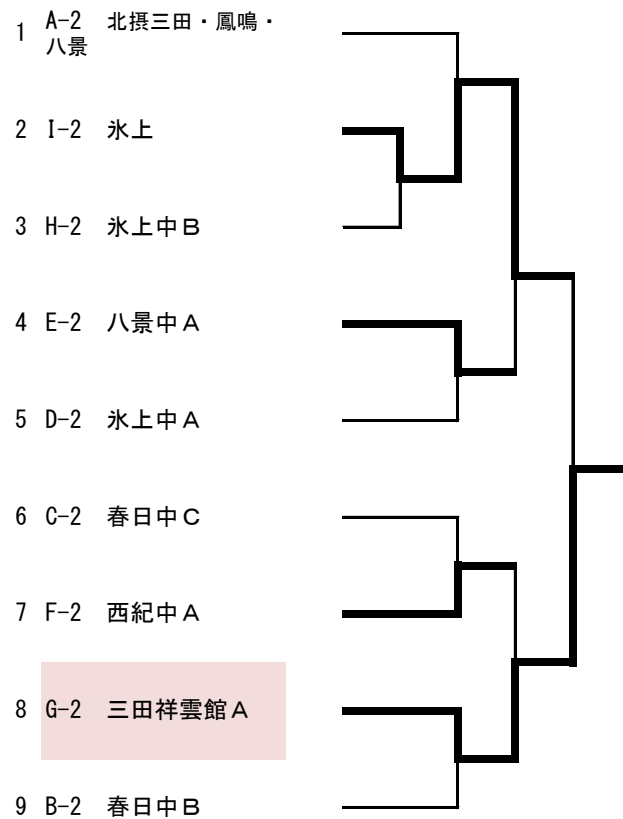 1 A-2 北摂三田・鳳鳴・
八景
2 I-2 氷上
3 H-2 氷上中B
4 E-2 八景中A
5 D-2 氷上中A
6 C-2 春日中C
7 F-2 西紀中A
8 G-2 三田祥雲館A
9 B-2 春日中B